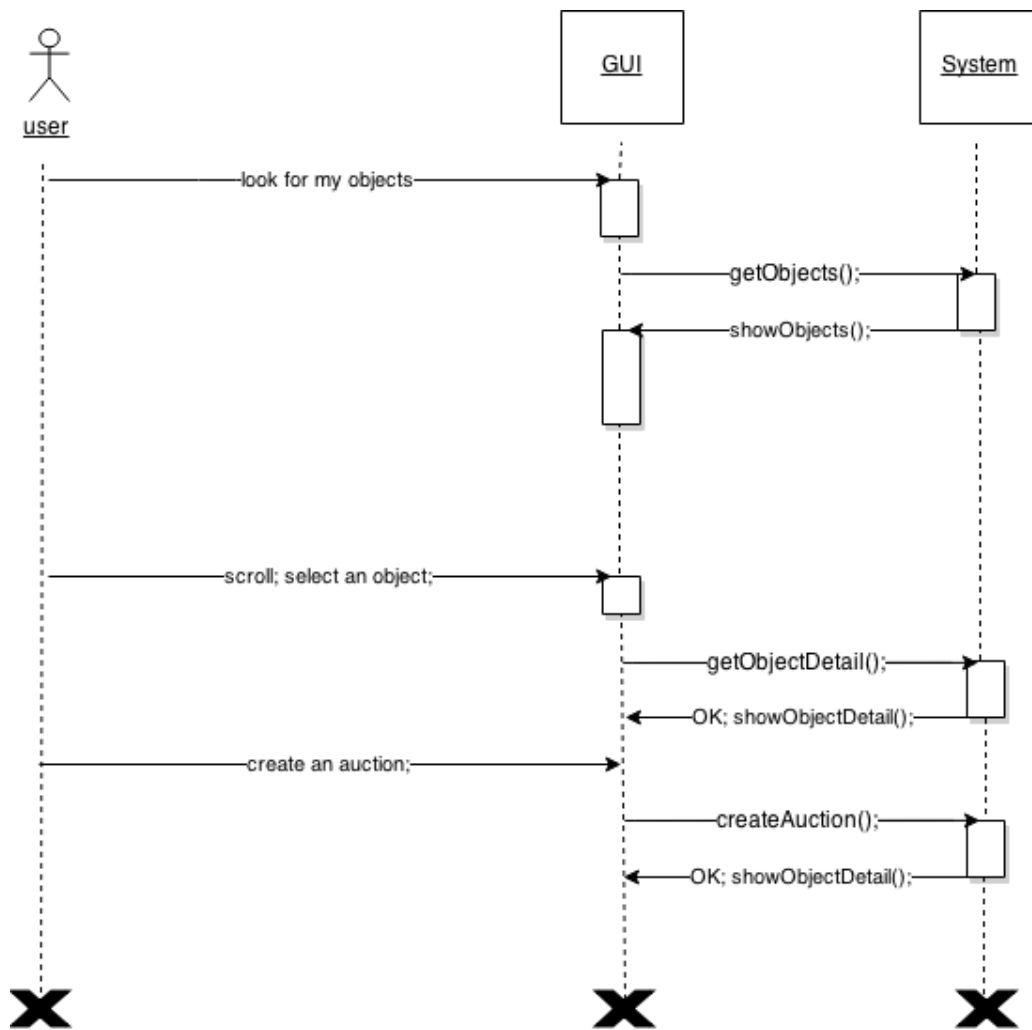 GUI
System
user
look for my objects
getObjects();
showObjects();
scroll; select an object;
getObjectDetail();
OK; showObjectDetail();
create an auction;
createAuction();
OK; showObjectDetail();